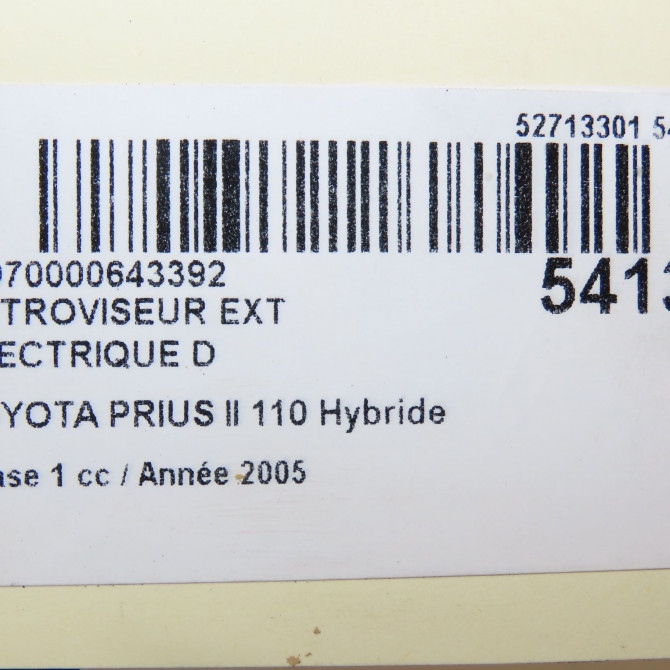 52713301 54
070000643392
5413
TROVISEUR EXT
ECTRIQUE D
YOTA PRIUS II 110 Hybride
ase 1 cc / Année 2005